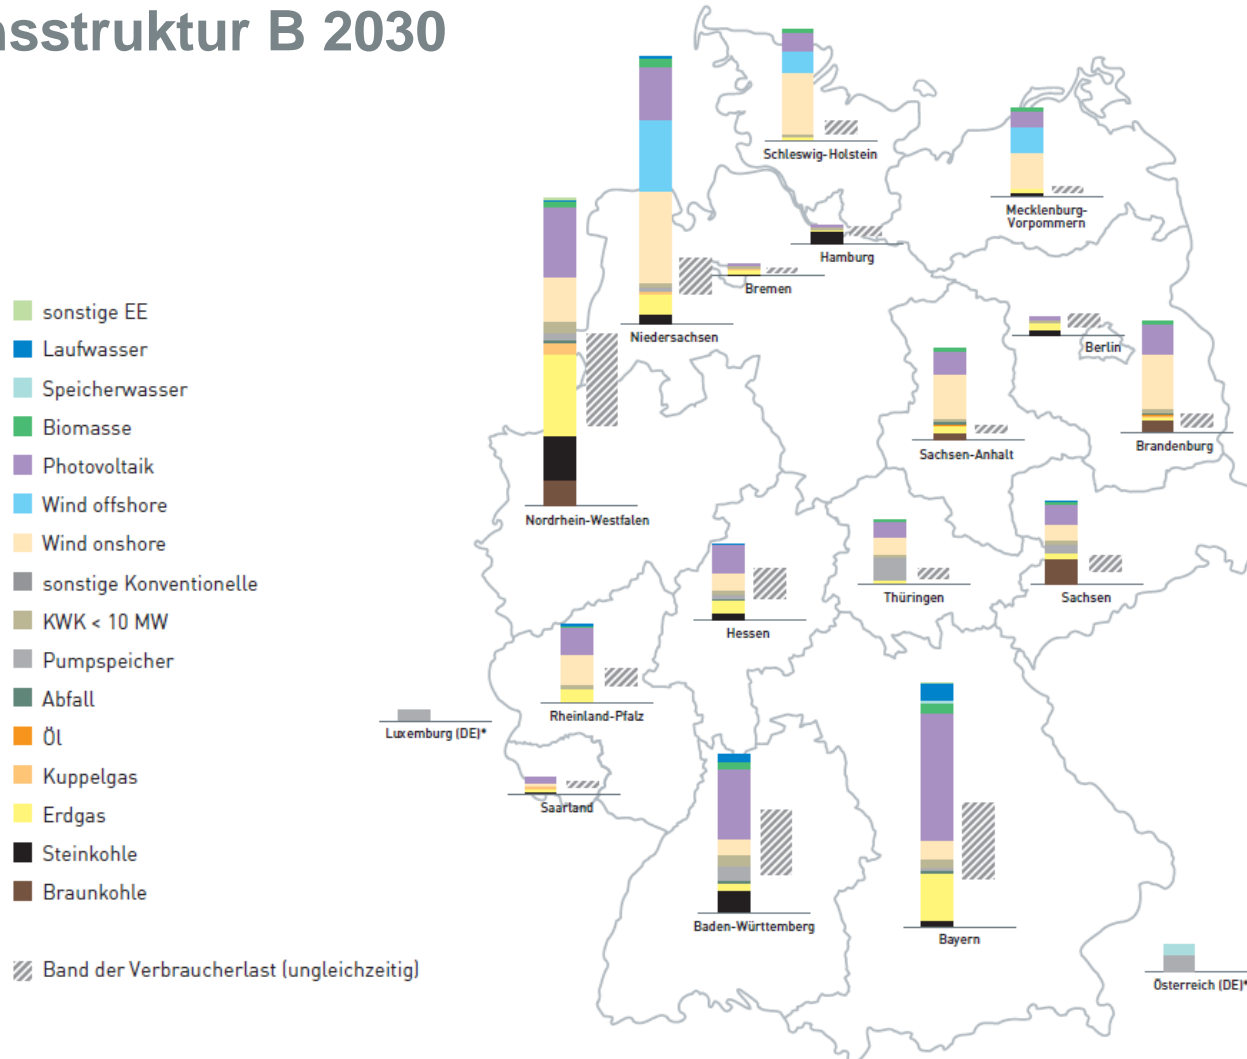 nsstruktur B 2030
Schleswig-Holstein
Mecklenburg-
Vorpommern
Hamburg
Bremen
Niedersachsen
Berlin
Brandenburg
Sachsen-Anhalt
Nordrhein-Westfalen
Thüringen
Sachsen
Hessen
Rheinland-Pfalz
Luxemburg (DE)*
Saarland
Baden-Württemberg
Bayern
Österreich (DE)*
sonstige EE
Laufwasser
Speicherwasser
Biomasse
Photovoltaik
Wind offshore
Wind onshore
sonstige Konventionelle
KWK < 10 MW
Pumpspeicher
Abfall
Öl
Kuppelgas
Erdgas
Steinkohle
Braunkohle
Band der Verbraucherlast (ungleichzeitig)